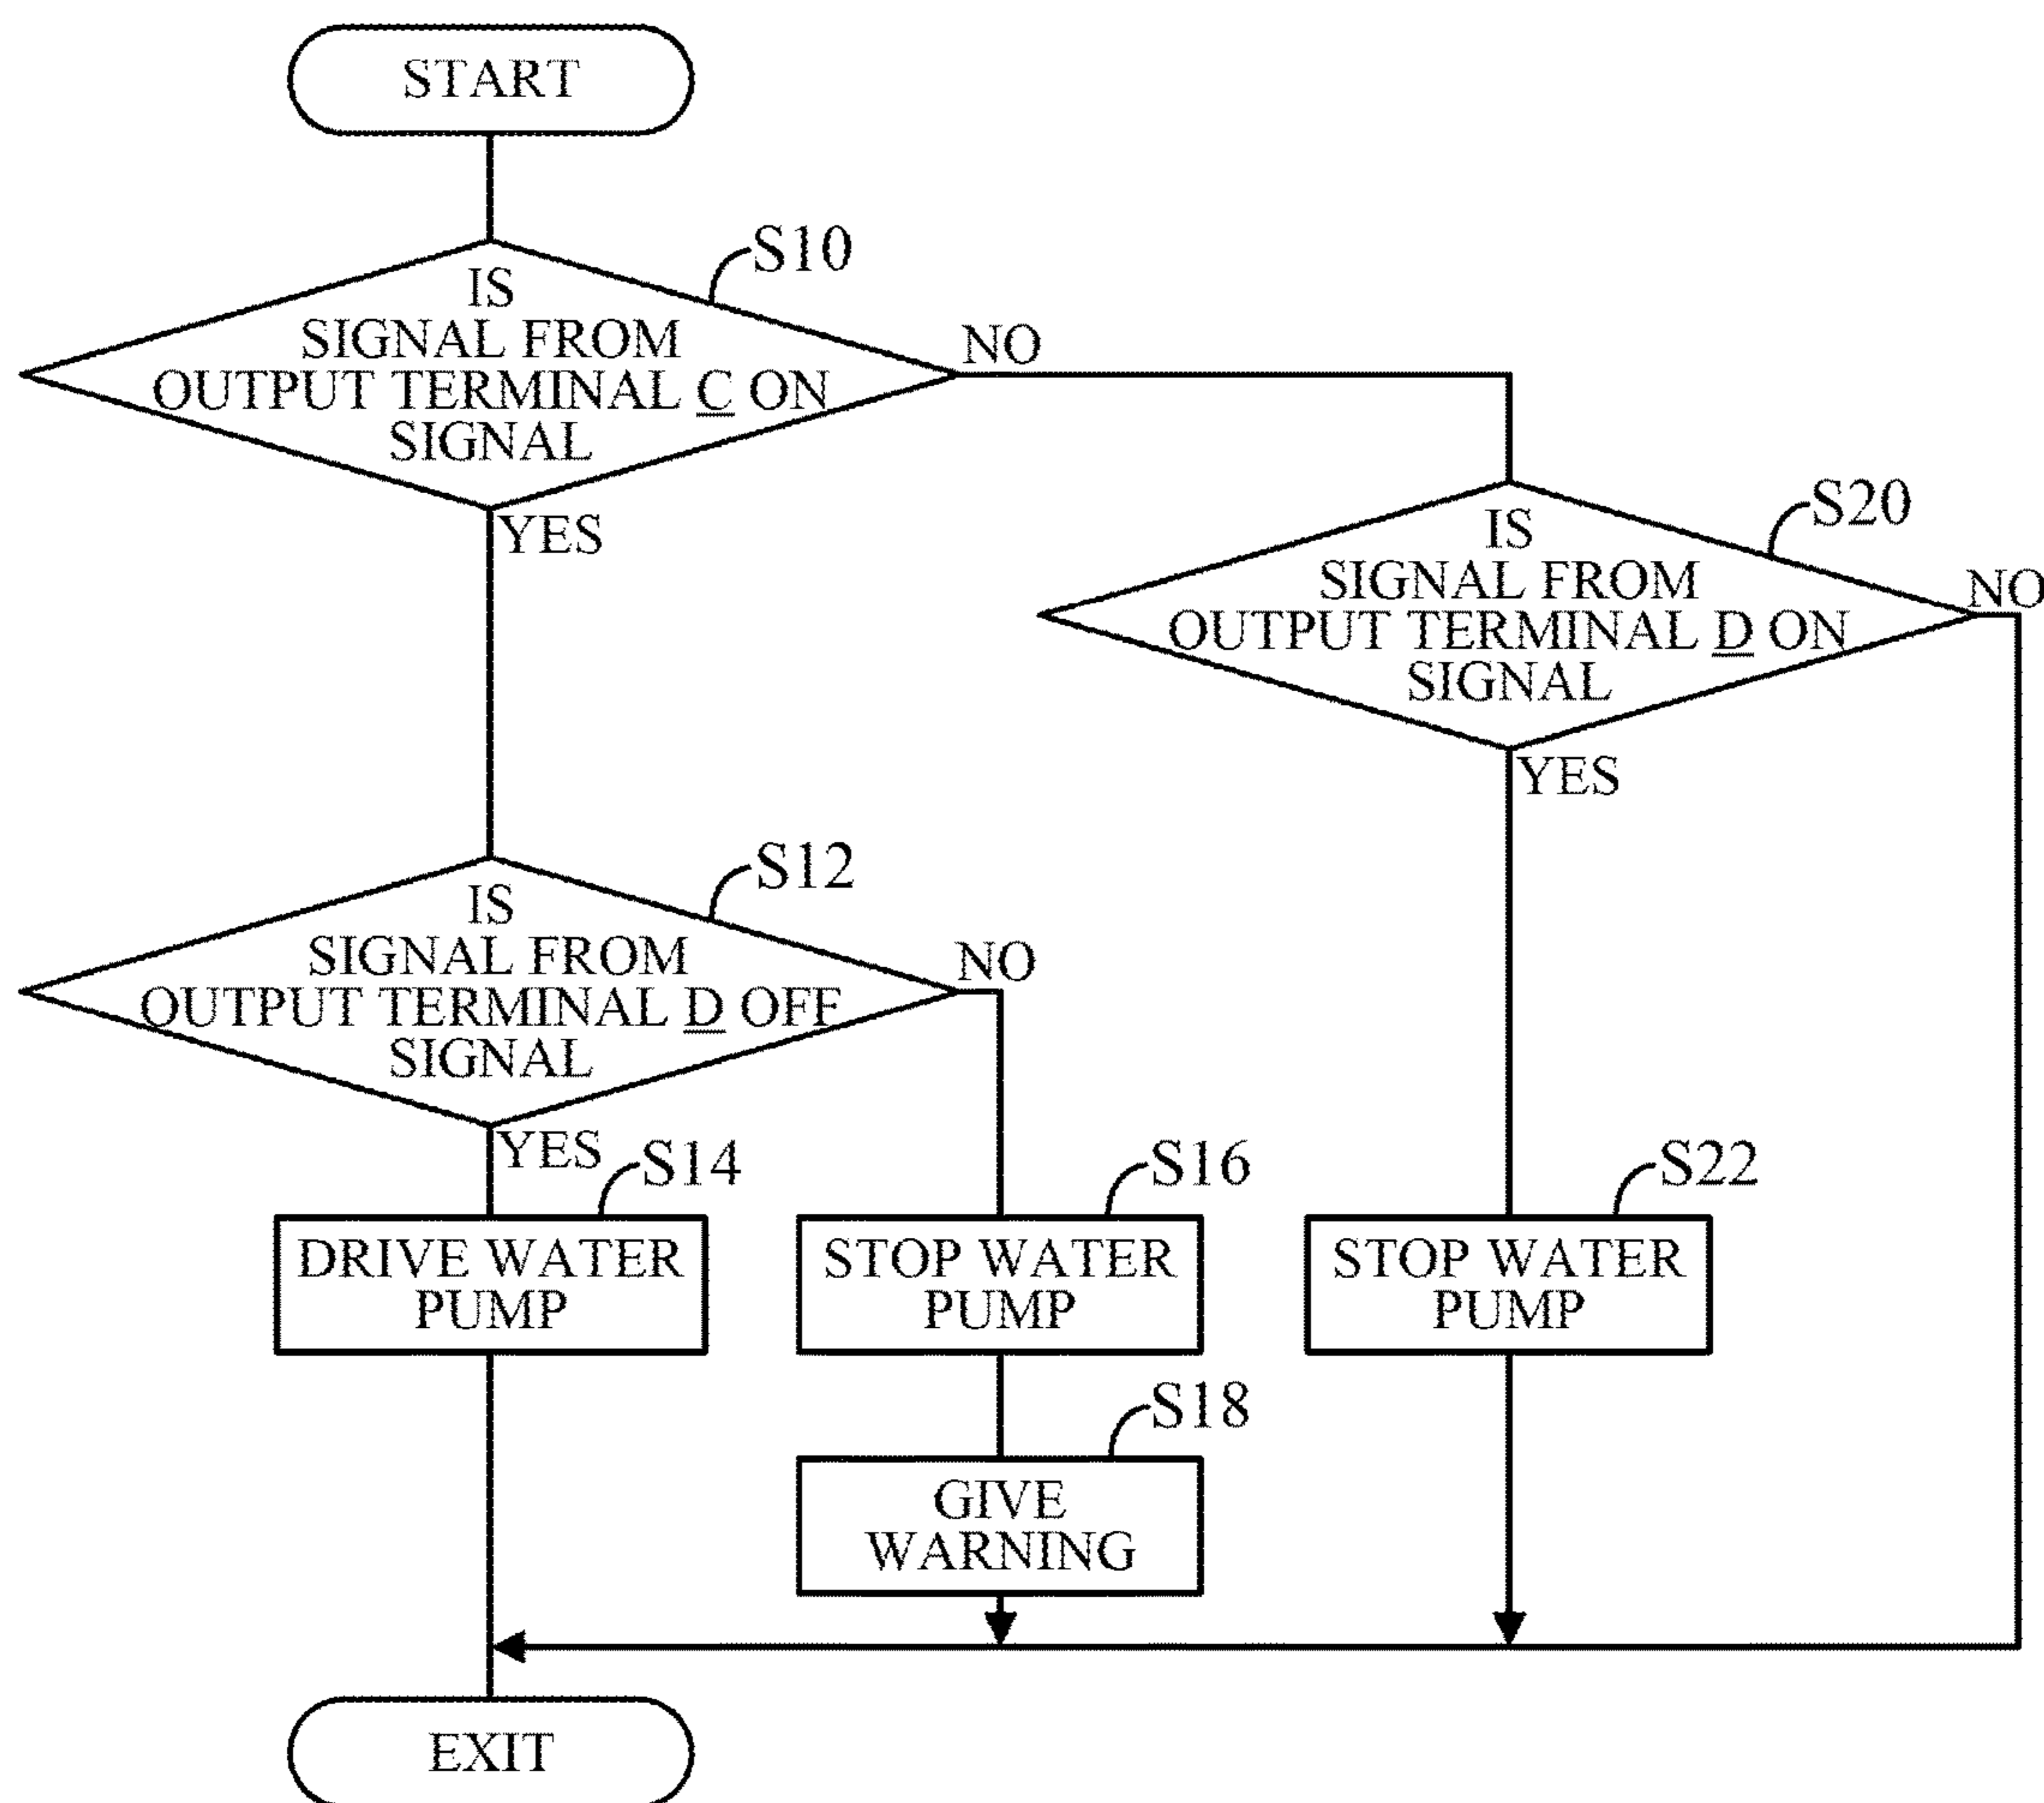 START
S10
IS
SIGNAL FROM
OUTPUT TERMINAL C ON
SIGNAL
NO
YES
S20
IS
SIGNAL FROM
OUTPUT TERMINAL D ON
SIGNAL
NO
YES
S12
IS
SIGNAL FROM
OUTPUT TERMINAL D OFF
SIGNAL
NO
YES
S14
DRIVE WATER
PUMP
S16
STOP WATER
PUMP
S22
STOP WATER
PUMP
S18
GIVE
WARNING
EXIT